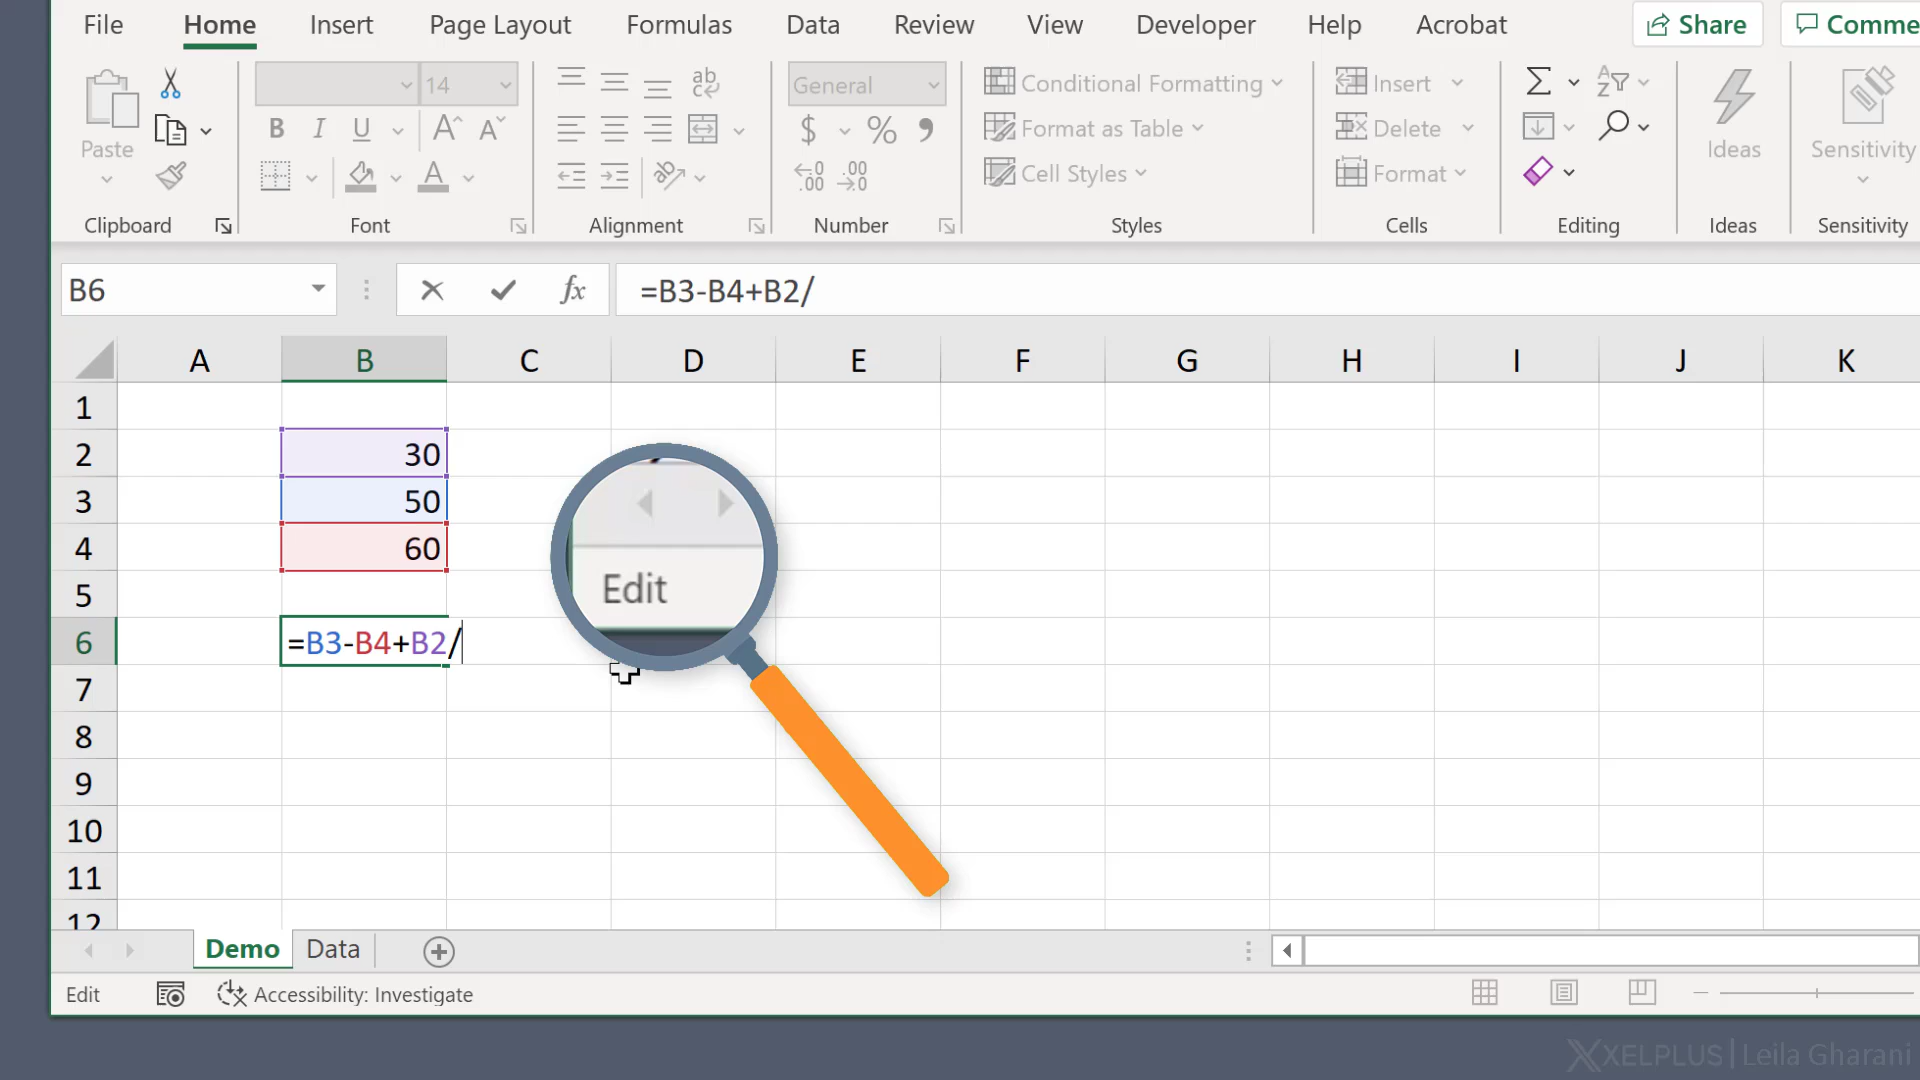 File Home Insert Page Layout Formulas Data Review View Developer Help Acrobat Share Comme
Paste 14 ab General Conditional Formatting Insert Ideas Sensitivity
B I U A A $ % Format as Table Delete
A Cell Styles Format
Clipboard Font Alignment Number Styles Cells Editing Ideas Sensitivity
B6 fx =B3-B4+B2/
A B C D E F G H I J K
1
2 30
3 50
4 60
5
Edit
6 =B3-B4+B2/
7
8
9
10
11
12
Demo Data
Edit Accessibility: Investigate
XELPLUS | Leila Gharani